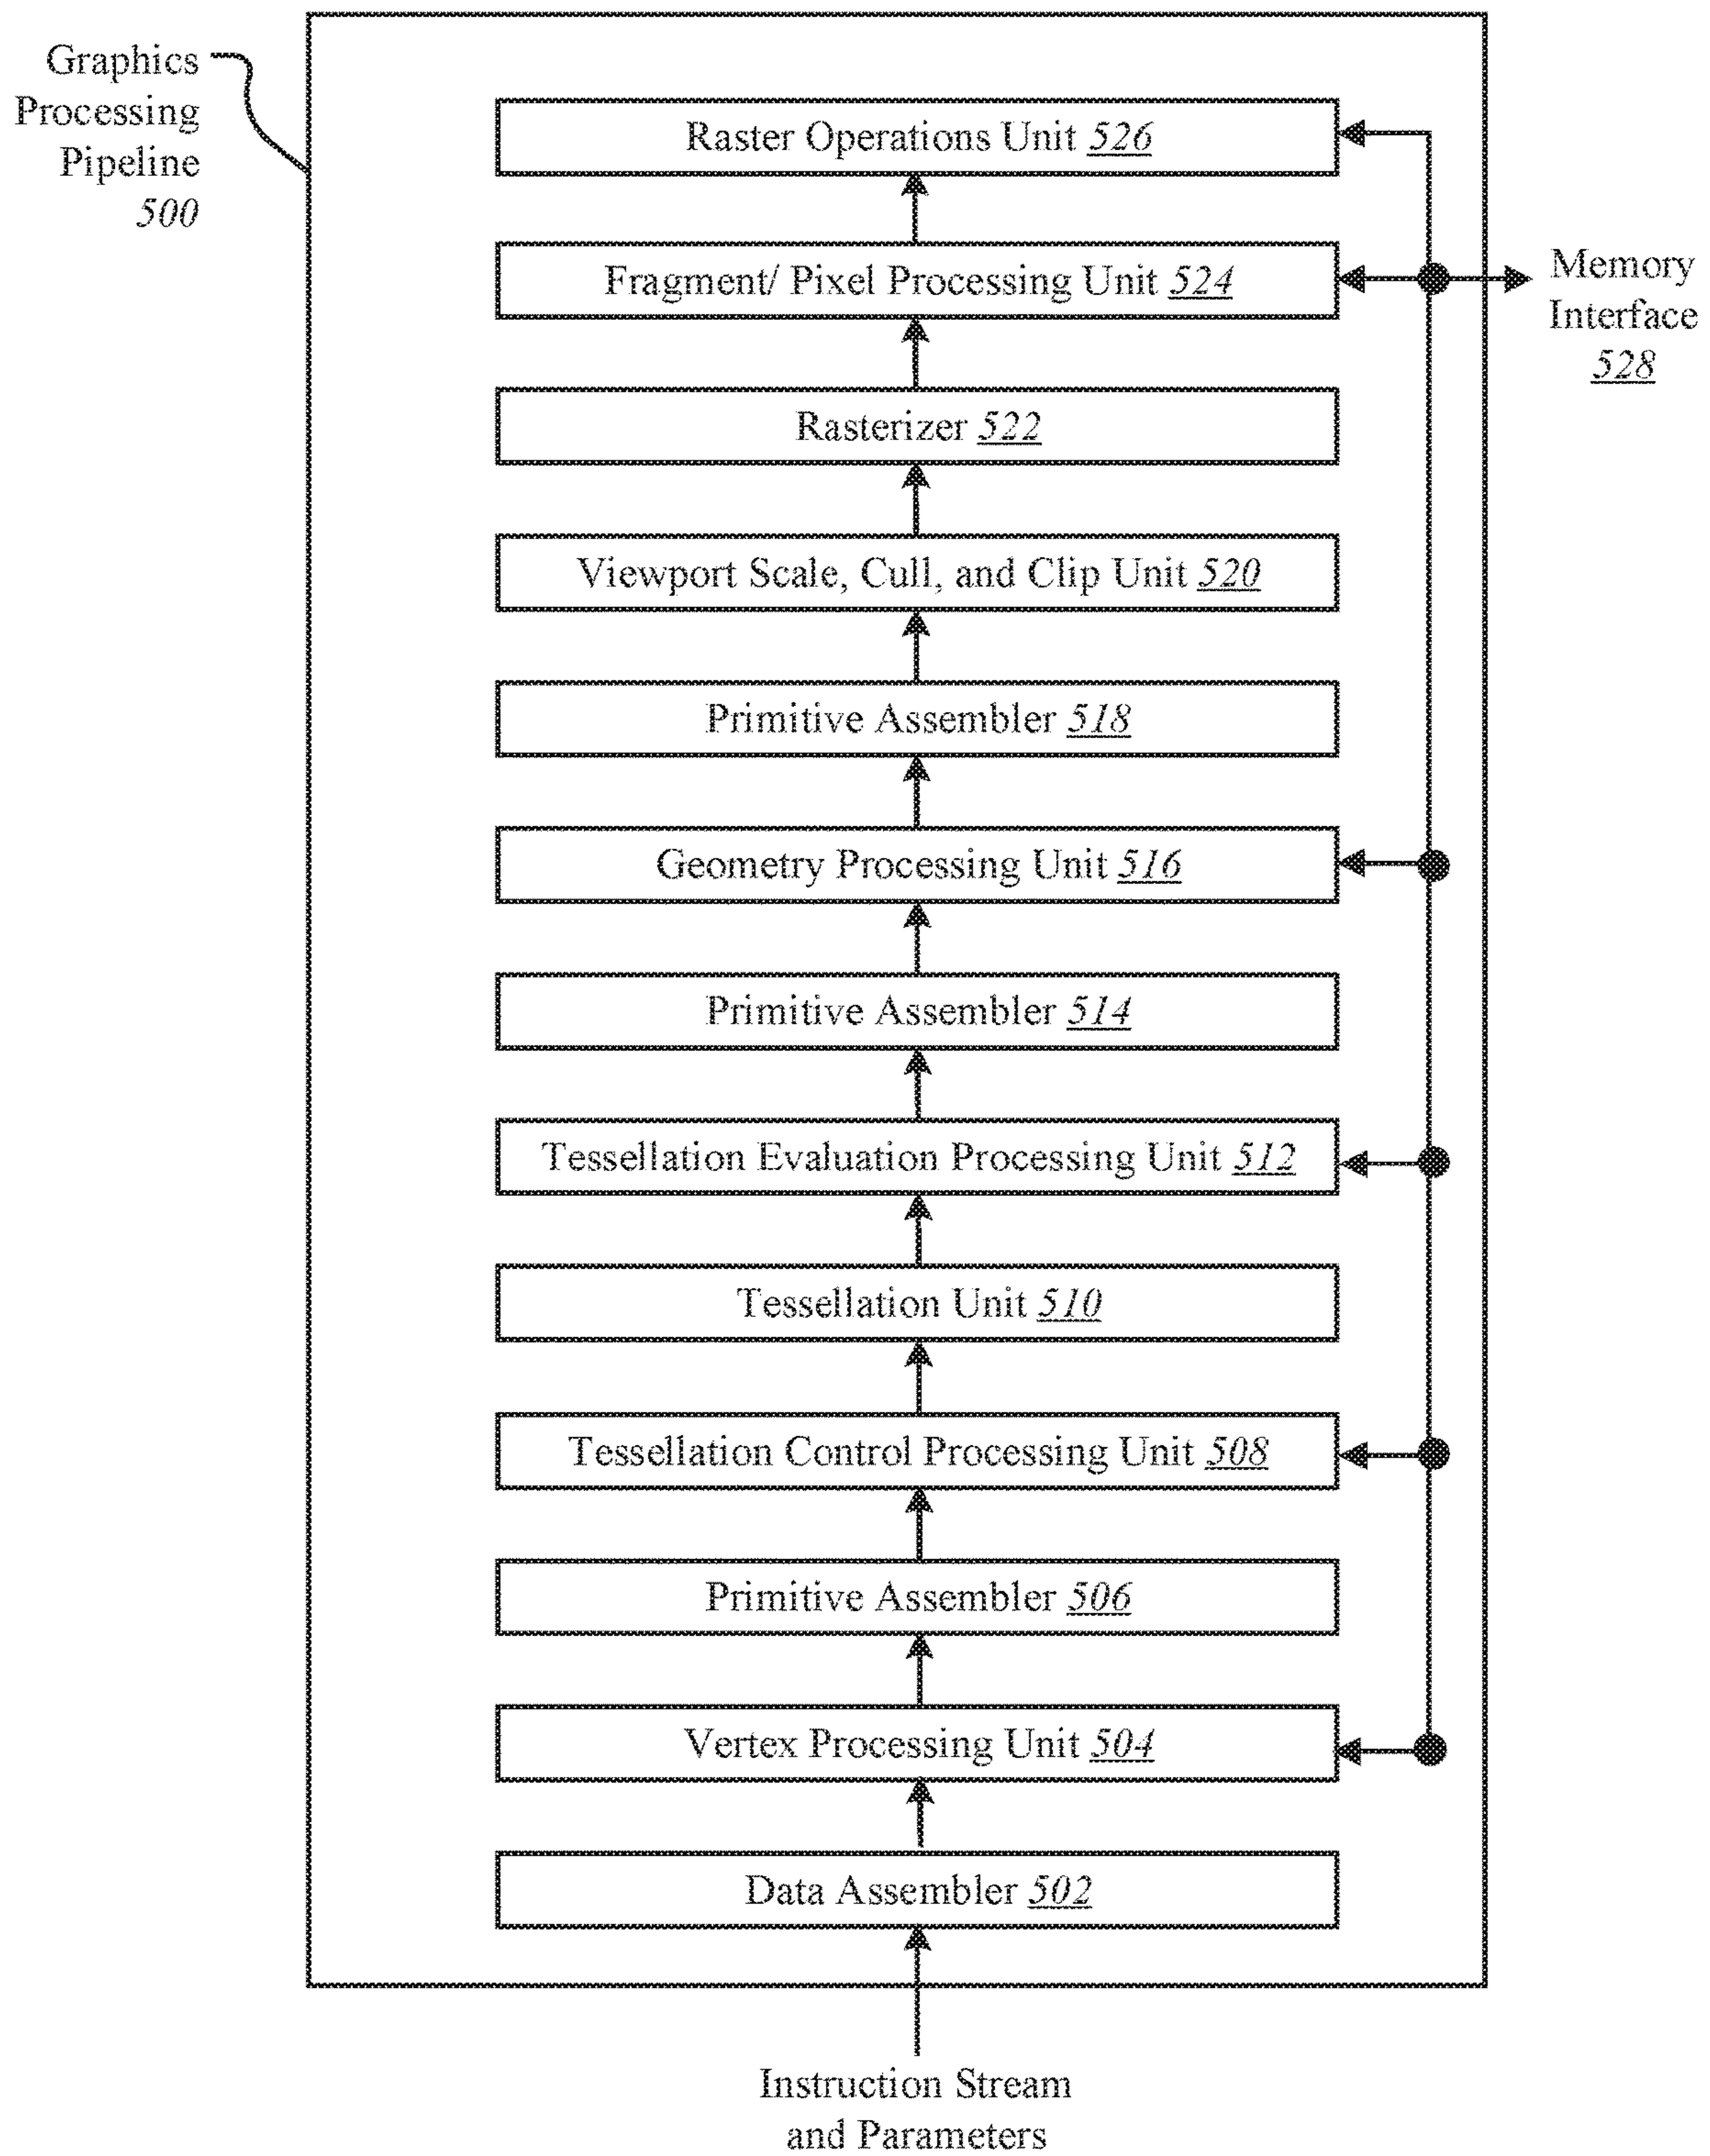 Graphics
Processing
Pipeline
500
Raster Operations Unit 526
Fragment/ Pixel Processing Unit 524
Memory
Interface
528
Rasterizer 522
Viewport Scale, Cull, and Clip Unit 520
Primitive Assembler 518
Geometry Processing Unit 516
Primitive Assembler 514
Tessellation Evaluation Processing Unit 512
Tessellation Unit 510
Tessellation Control Processing Unit 508
Primitive Assembler 506
Vertex Processing Unit 504
Data Assembler 502
Instruction Stream
and Parameters